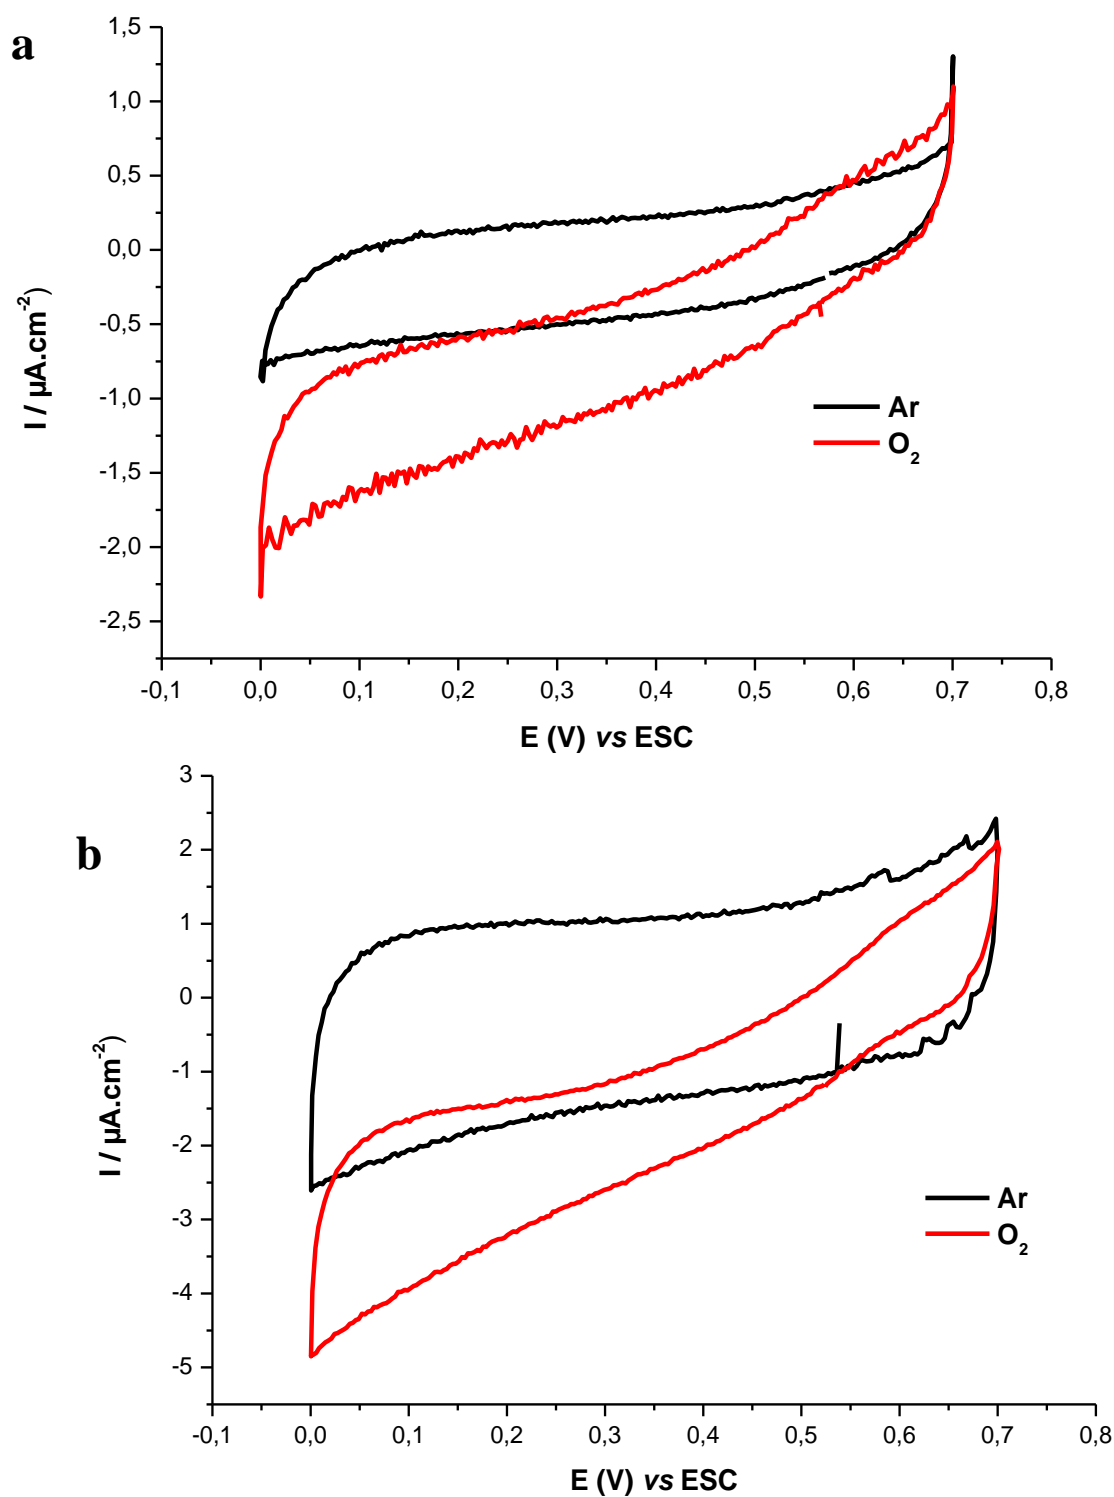 a
1,5
1,0
0,5
0,0
-0,5
-1,0
-1,5
-2,0
-2,5
I / µA.cm-2)
Ar
O2
-0,1 0,0 0,1 0,2 0,3 0,4 0,5 0,6 0,7 0,8
E (V) vs ESC
b
3
2
1
0
-1
-2
-3
-4
-5
I / µA.cm-2)
Ar
O2
-0,1 0,0 0,1 0,2 0,3 0,4 0,5 0,6 0,7 0,8
E (V) vs ESC